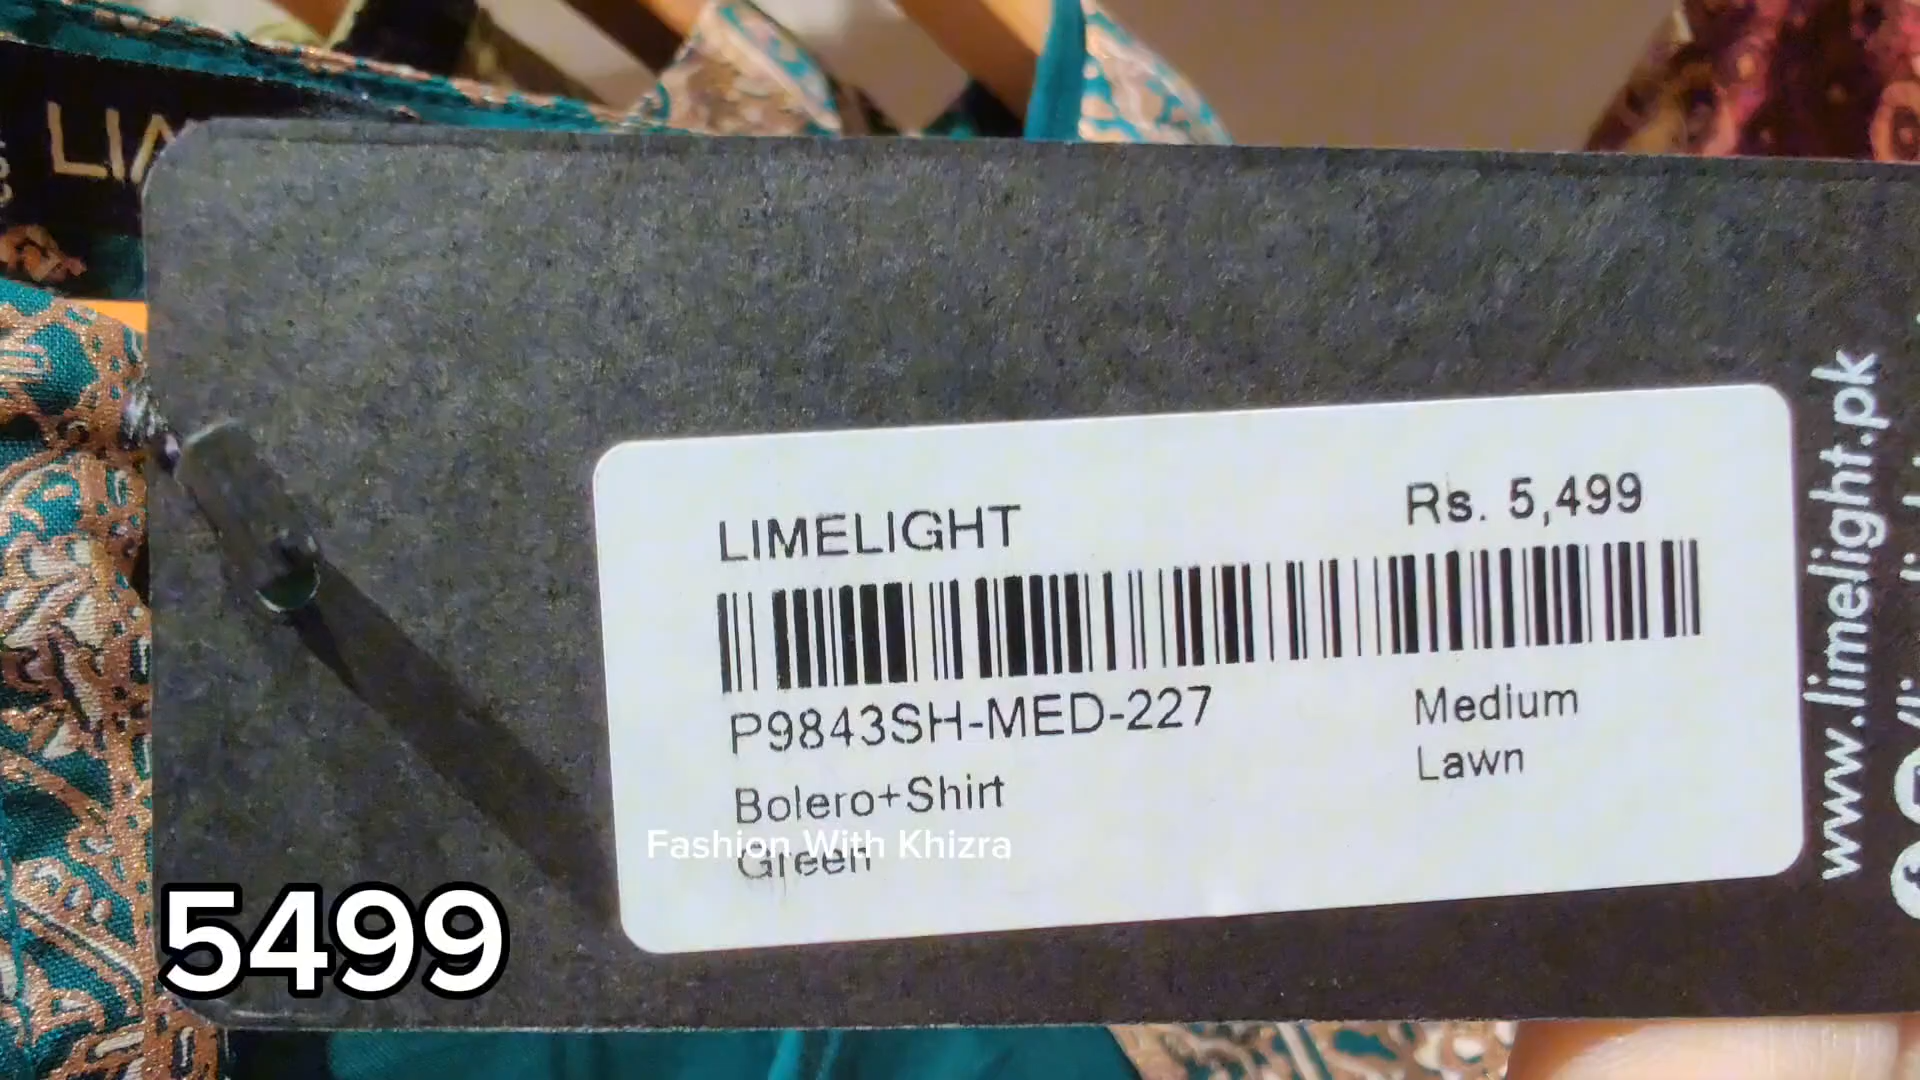 LIMELIGHT
Rs. 5,499
P9843SH-MED-227
Medium
Bolero+Shirt
Lawn
Green
Fashion With Khizra
5499
www.limelight.pk